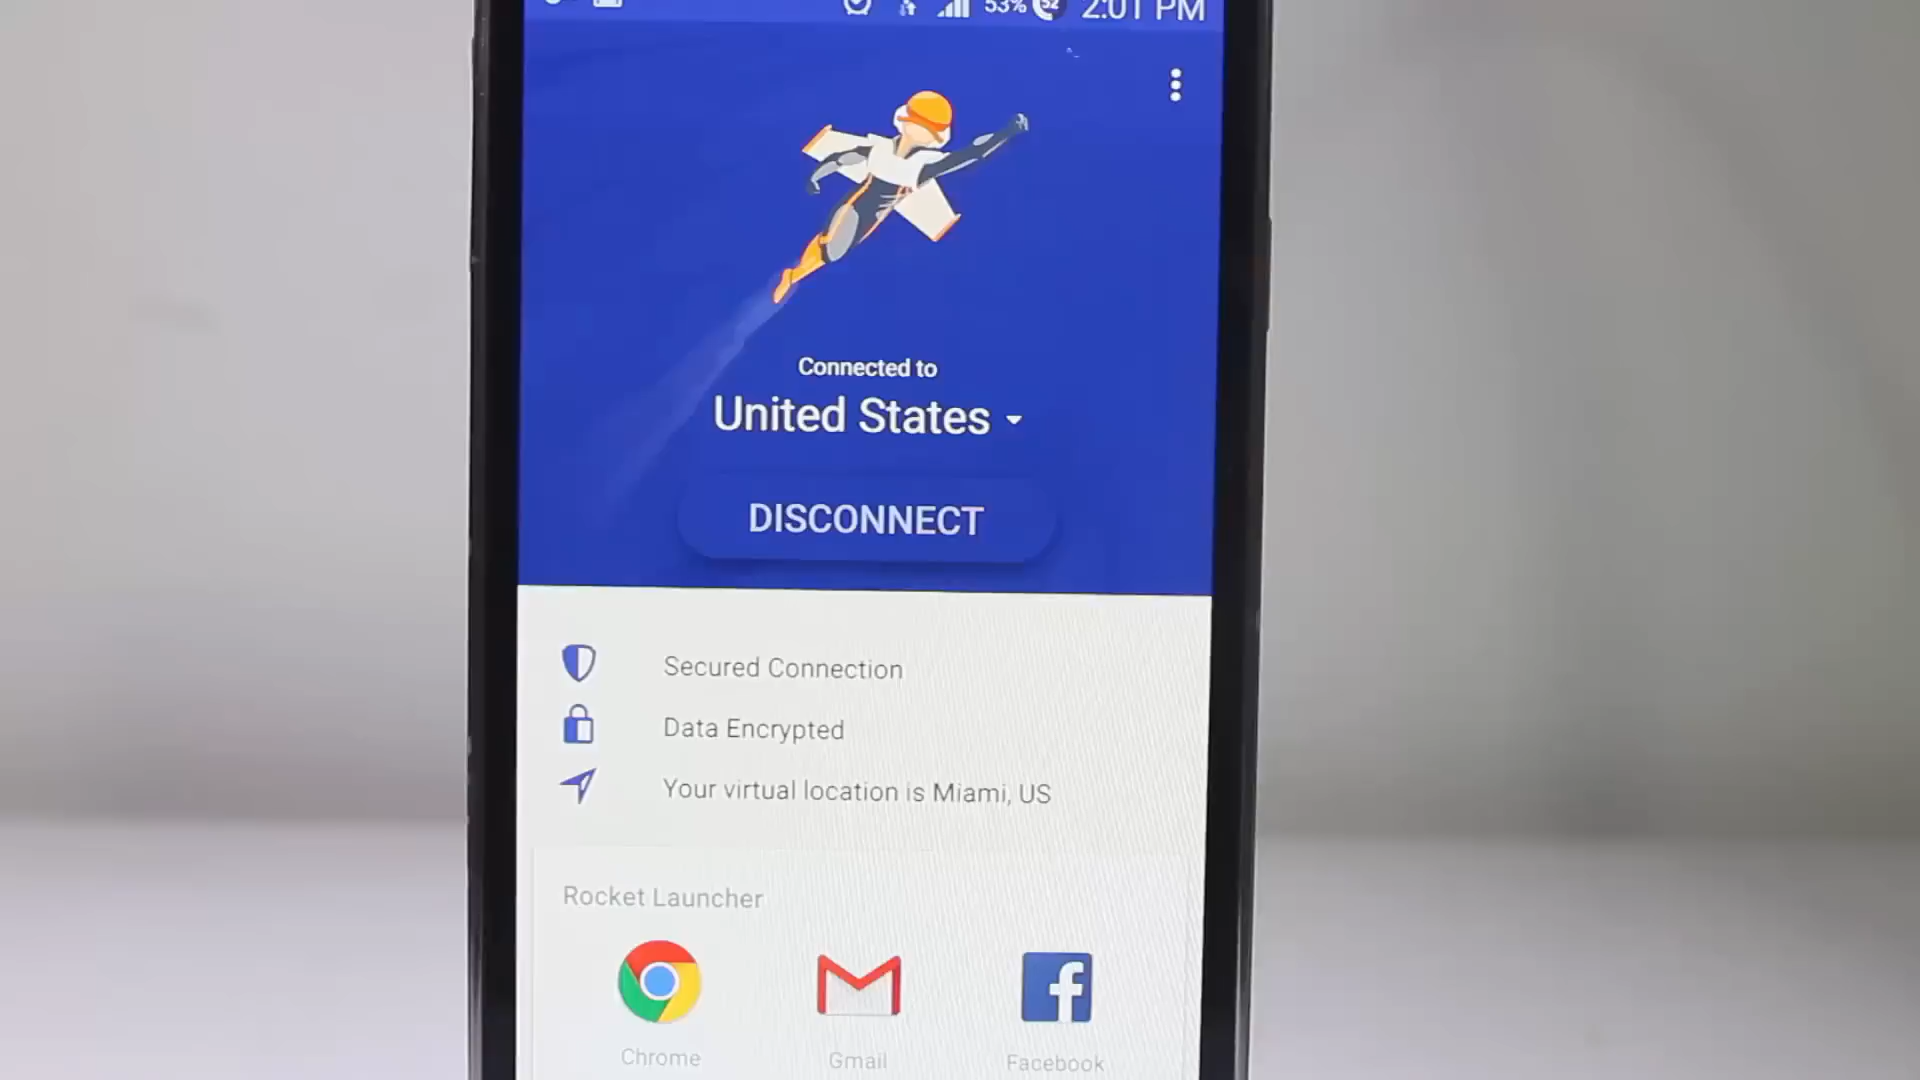 53% 52 2:01 PM
Connected to
United States
DISCONNECT
Secured Connection
Data Encrypted
Your virtual location is Miami, US
Rocket Launcher
Chrome Gmail Facebook